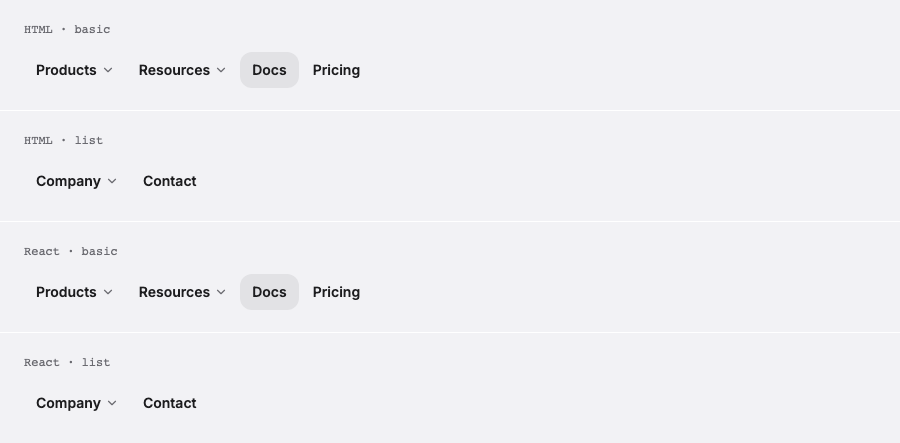 HTML · basic
Products Resources Docs Pricing
HTML · list
Company Contact
React · basic
Products Resources Docs Pricing
React · list
Company Contact